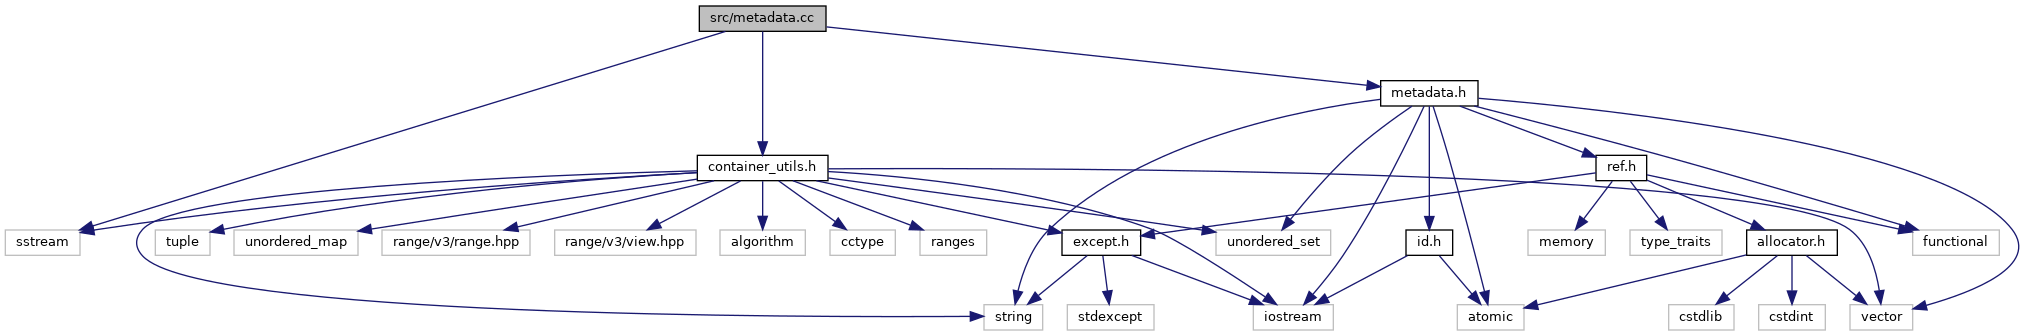 src/metadata.cc
metadata.h
container_utils.h
ref.h
sstream
tuple
unordered_map
range/v3/range.hpp
range/v3/view.hpp
algorithm
cctype
ranges
except.h
unordered_set
id.h
memory
type_traits
allocator.h
functional
string
stdexcept
iostream
atomic
cstdlib
cstdint
vector